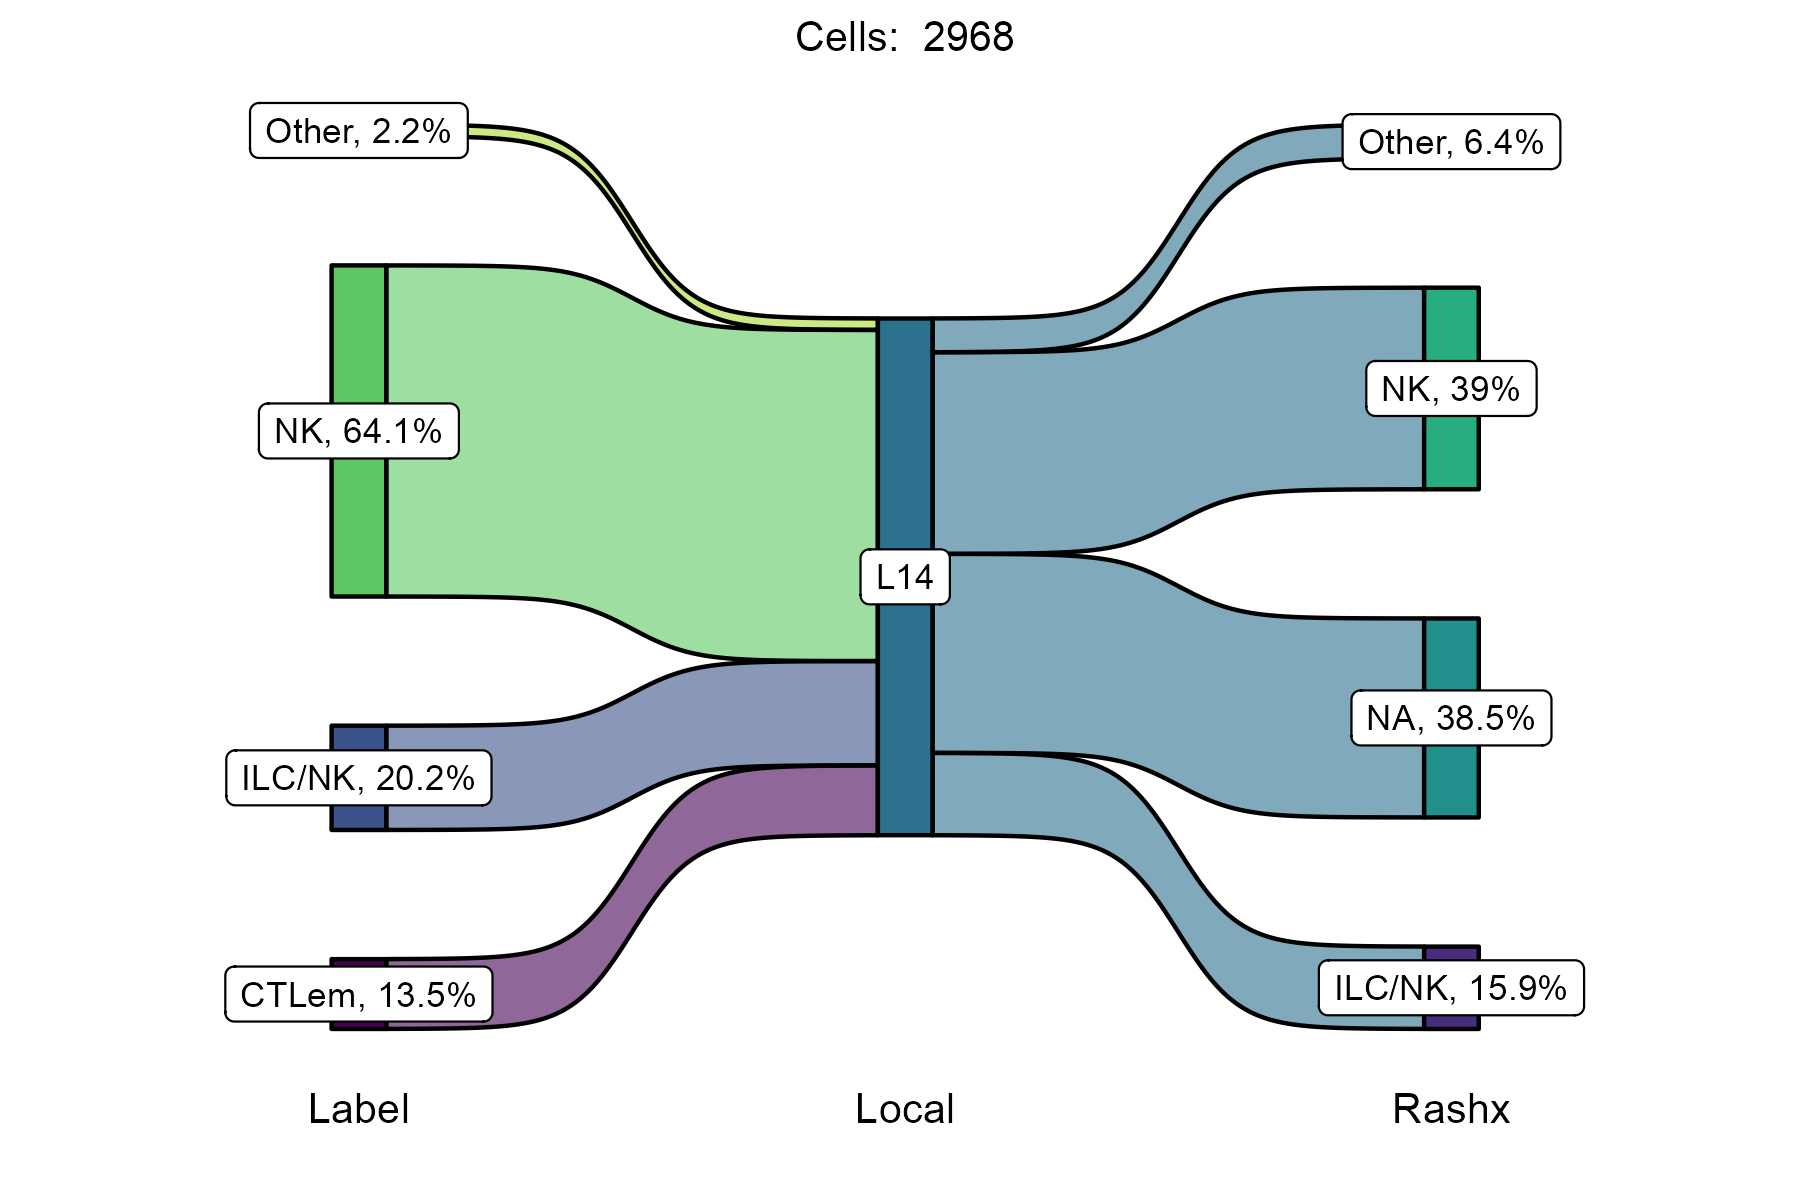 Cells:  2968
Other, 2.2%
Other, 6.4%
NK, 64.1%
NK, 39%
L14
ILC/NK, 20.2%
NA, 38.5%
CTLem, 13.5%
ILC/NK, 15.9%
Label
Local
Rashx